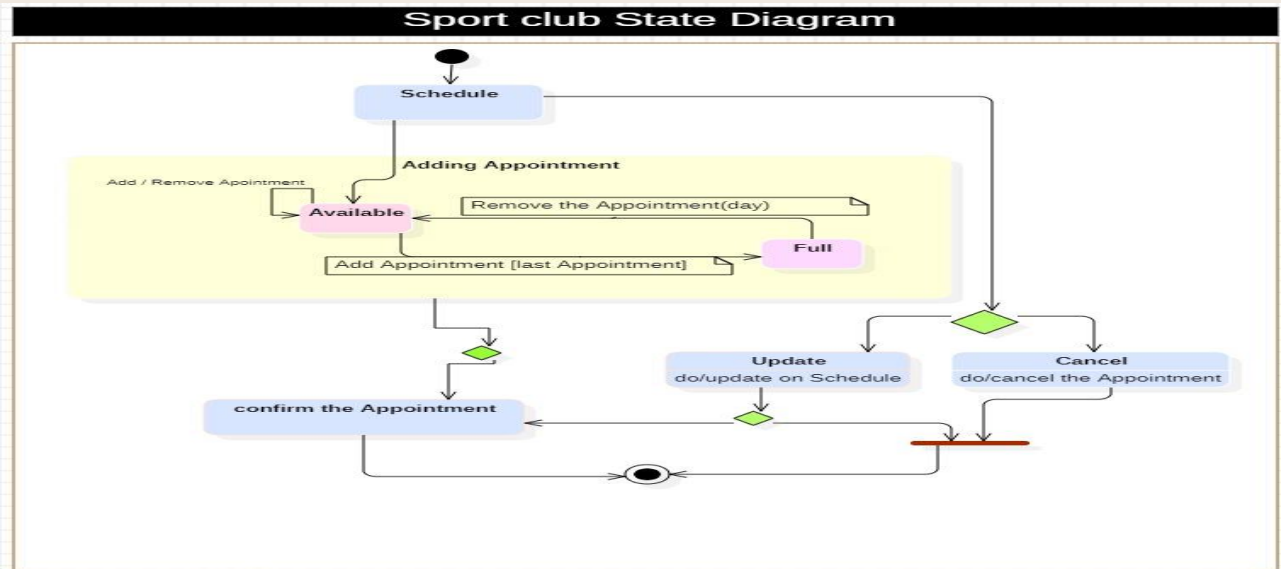 Sport club State Diagram
Schedule
Adding Appointment
Add / Remove Apointment
Available
Remove the Appointment(day)
Full
Add Appointment [last Appointment]
Update
do/update on Schedule
Cancel
do/cancel the Appointment
confirm the Appointment